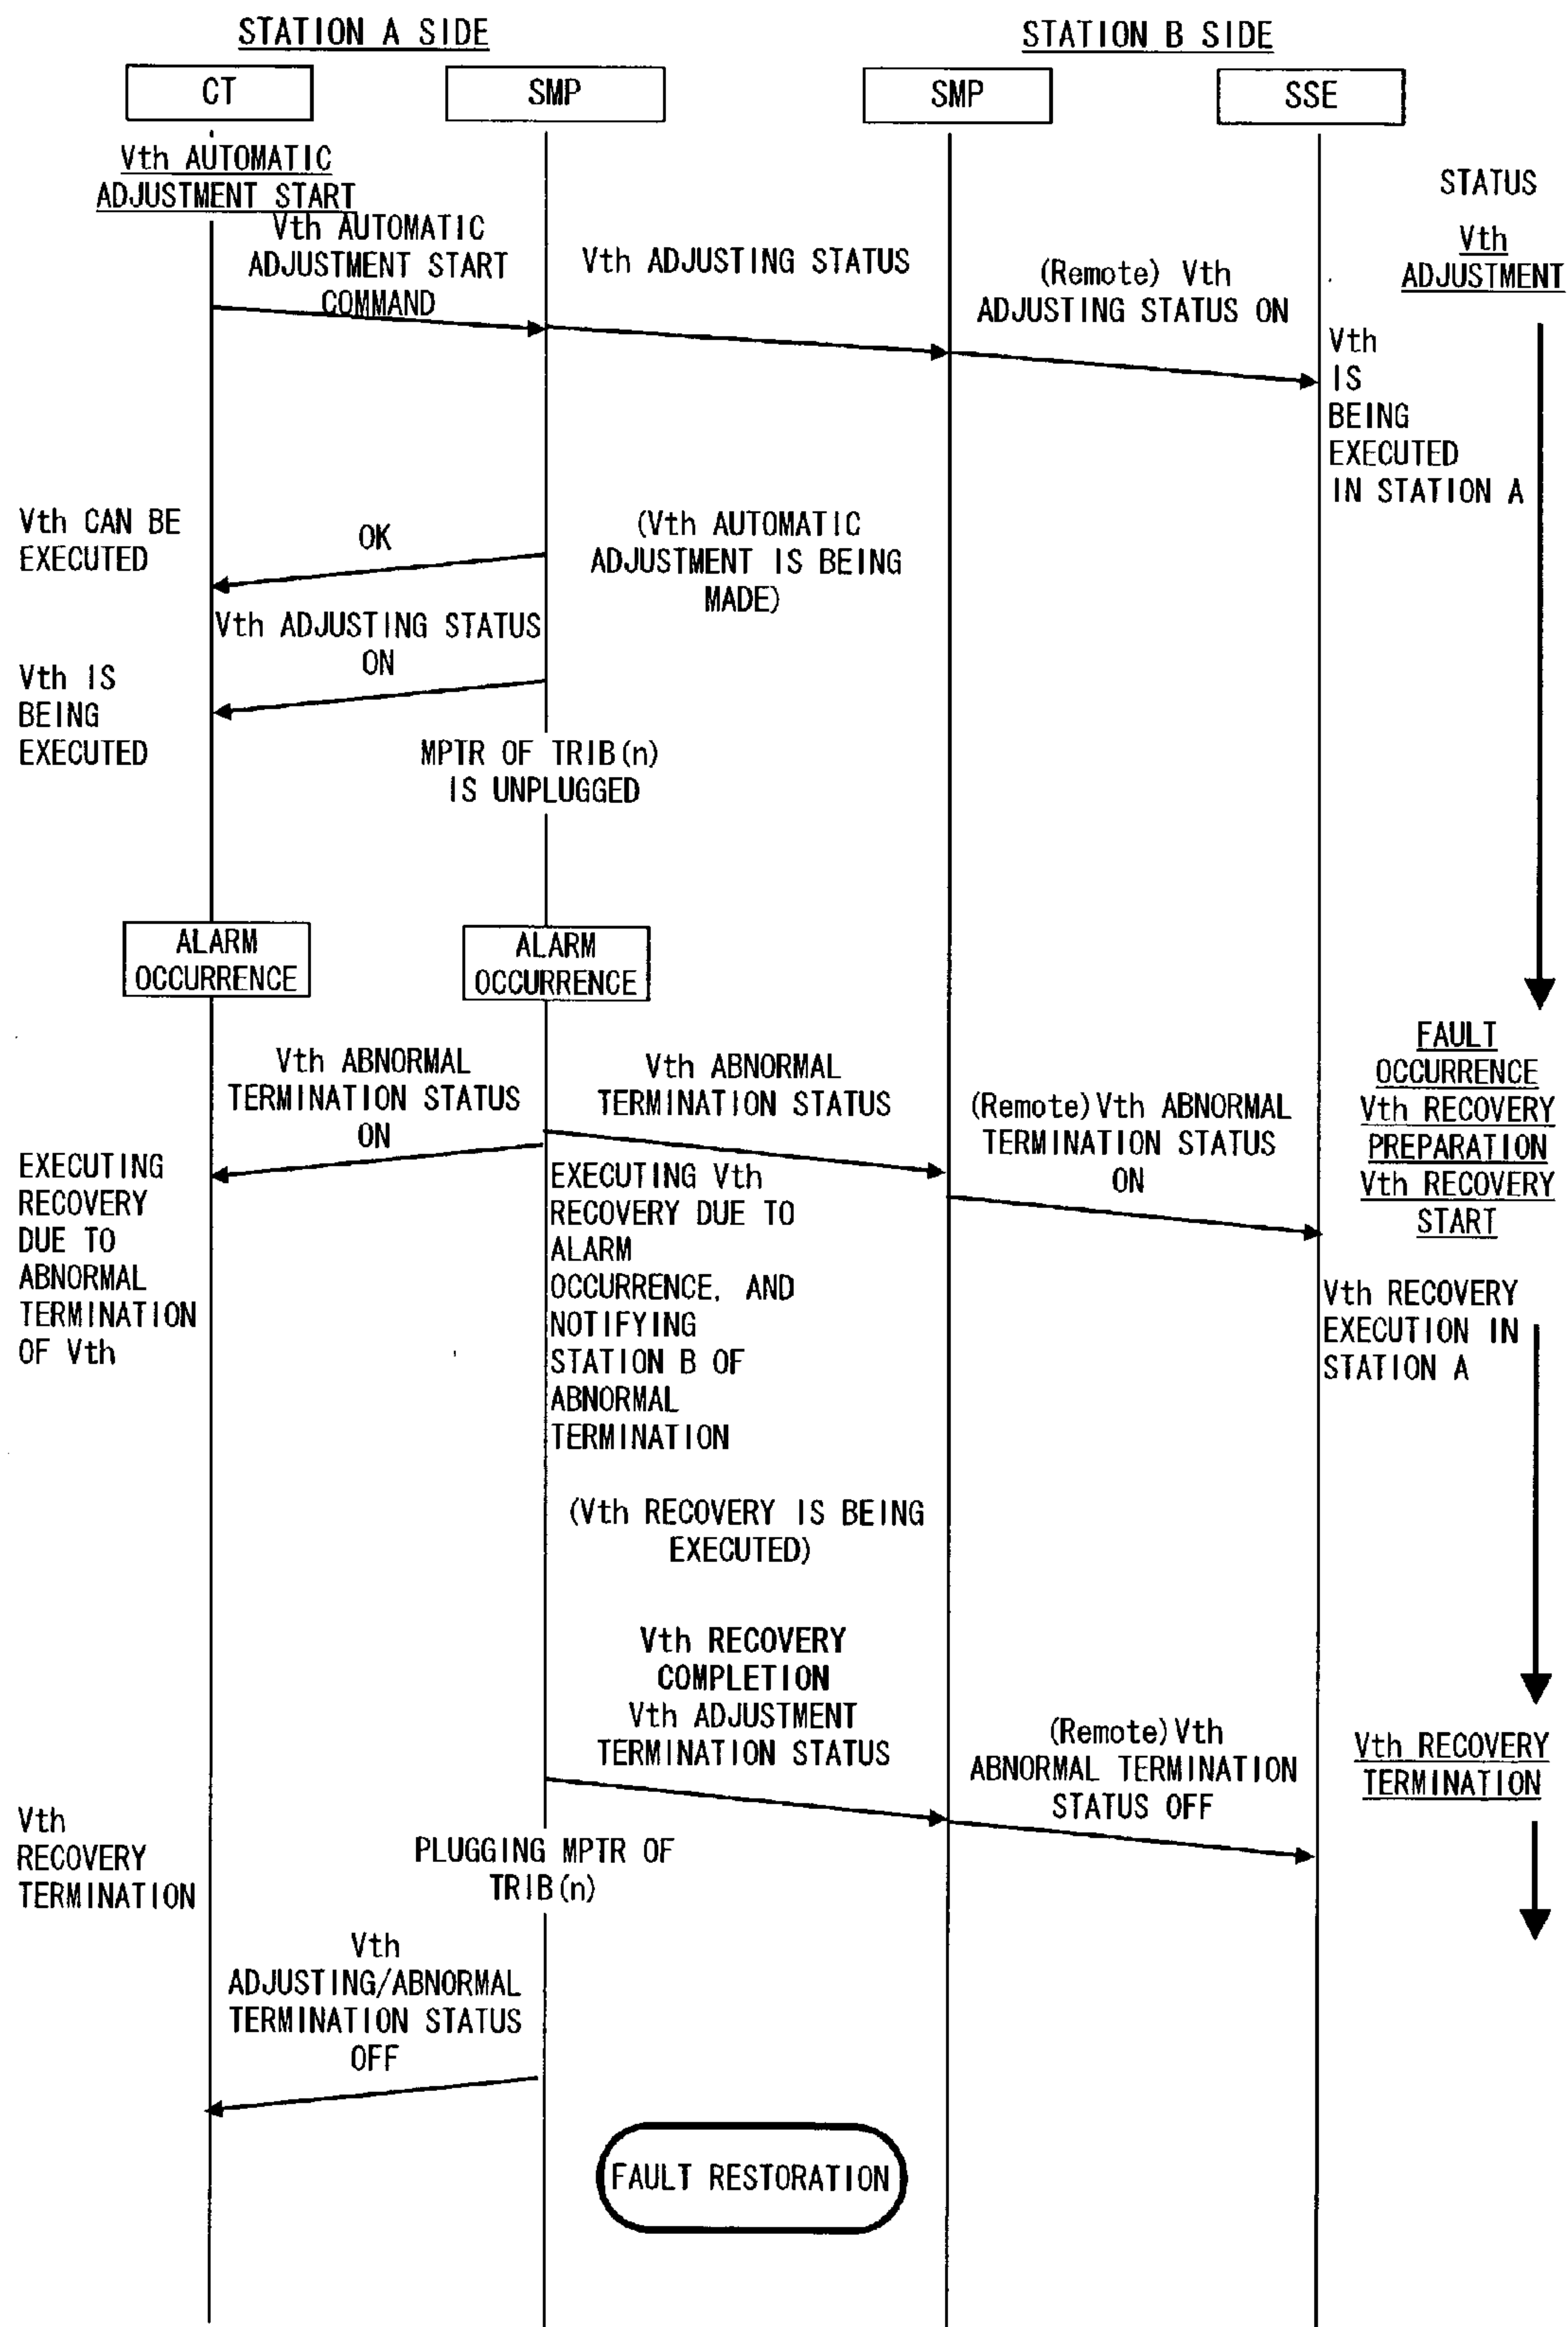 STATION A SIDE
STATION B SIDE
CT
SMP
SMP
SSE
Vth AUTOMATIC
ADJUSTMENT START
STATUS
Vth AUTOMATIC
ADJUSTMENT START
COMMAND
Vth ADJUSTING STATUS
(Remote) Vth
ADJUSTING STATUS ON
Vth
ADJUSTMENT
Vth
IS
BEING
EXECUTED
IN STATION A
Vth CAN BE
EXECUTED
OK
(Vth AUTOMATIC
ADJUSTMENT IS BEING
MADE)
Vth ADJUSTING STATUS
ON
Vth IS
BEING
EXECUTED
MPTR OF TRIB(n)
IS UNPLUGGED
ALARM
OCCURRENCE
ALARM
OCCURRENCE
Vth ABNORMAL
TERMINATION STATUS
ON
Vth ABNORMAL
TERMINATION STATUS
(Remote)Vth ABNORMAL
TERMINATION STATUS
ON
FAULT
OCCURRENCE
Vth RECOVERY
PREPARATION
Vth RECOVERY
START
EXECUTING
RECOVERY
DUE TO
ABNORMAL
TERMINATION
OF Vth
EXECUTING Vth
RECOVERY DUE TO
ALARM
OCCURRENCE, AND
NOTIFYING
STATION B OF
ABNORMAL
TERMINATION
Vth RECOVERY
EXECUTION IN
STATION A
(Vth RECOVERY IS BEING
EXECUTED)
Vth RECOVERY
COMPLETION
Vth ADJUSTMENT
TERMINATION STATUS
(Remote)Vth
ABNORMAL TERMINATION
STATUS OFF
Vth RECOVERY
TERMINATION
Vth
RECOVERY
TERMINATION
PLUGGING MPTR OF
TRIB(n)
Vth
ADJUSTING/ABNORMAL
TERMINATION STATUS
OFF
FAULT RESTORATION